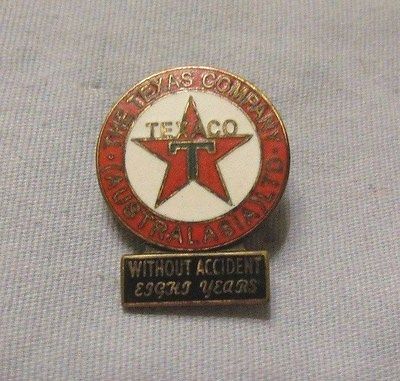 THE TEXAS COMPANY
TEXACO
T
(AUSTRALASIA) LTD
WITHOUT ACCIDENT
EIGHT YEARS